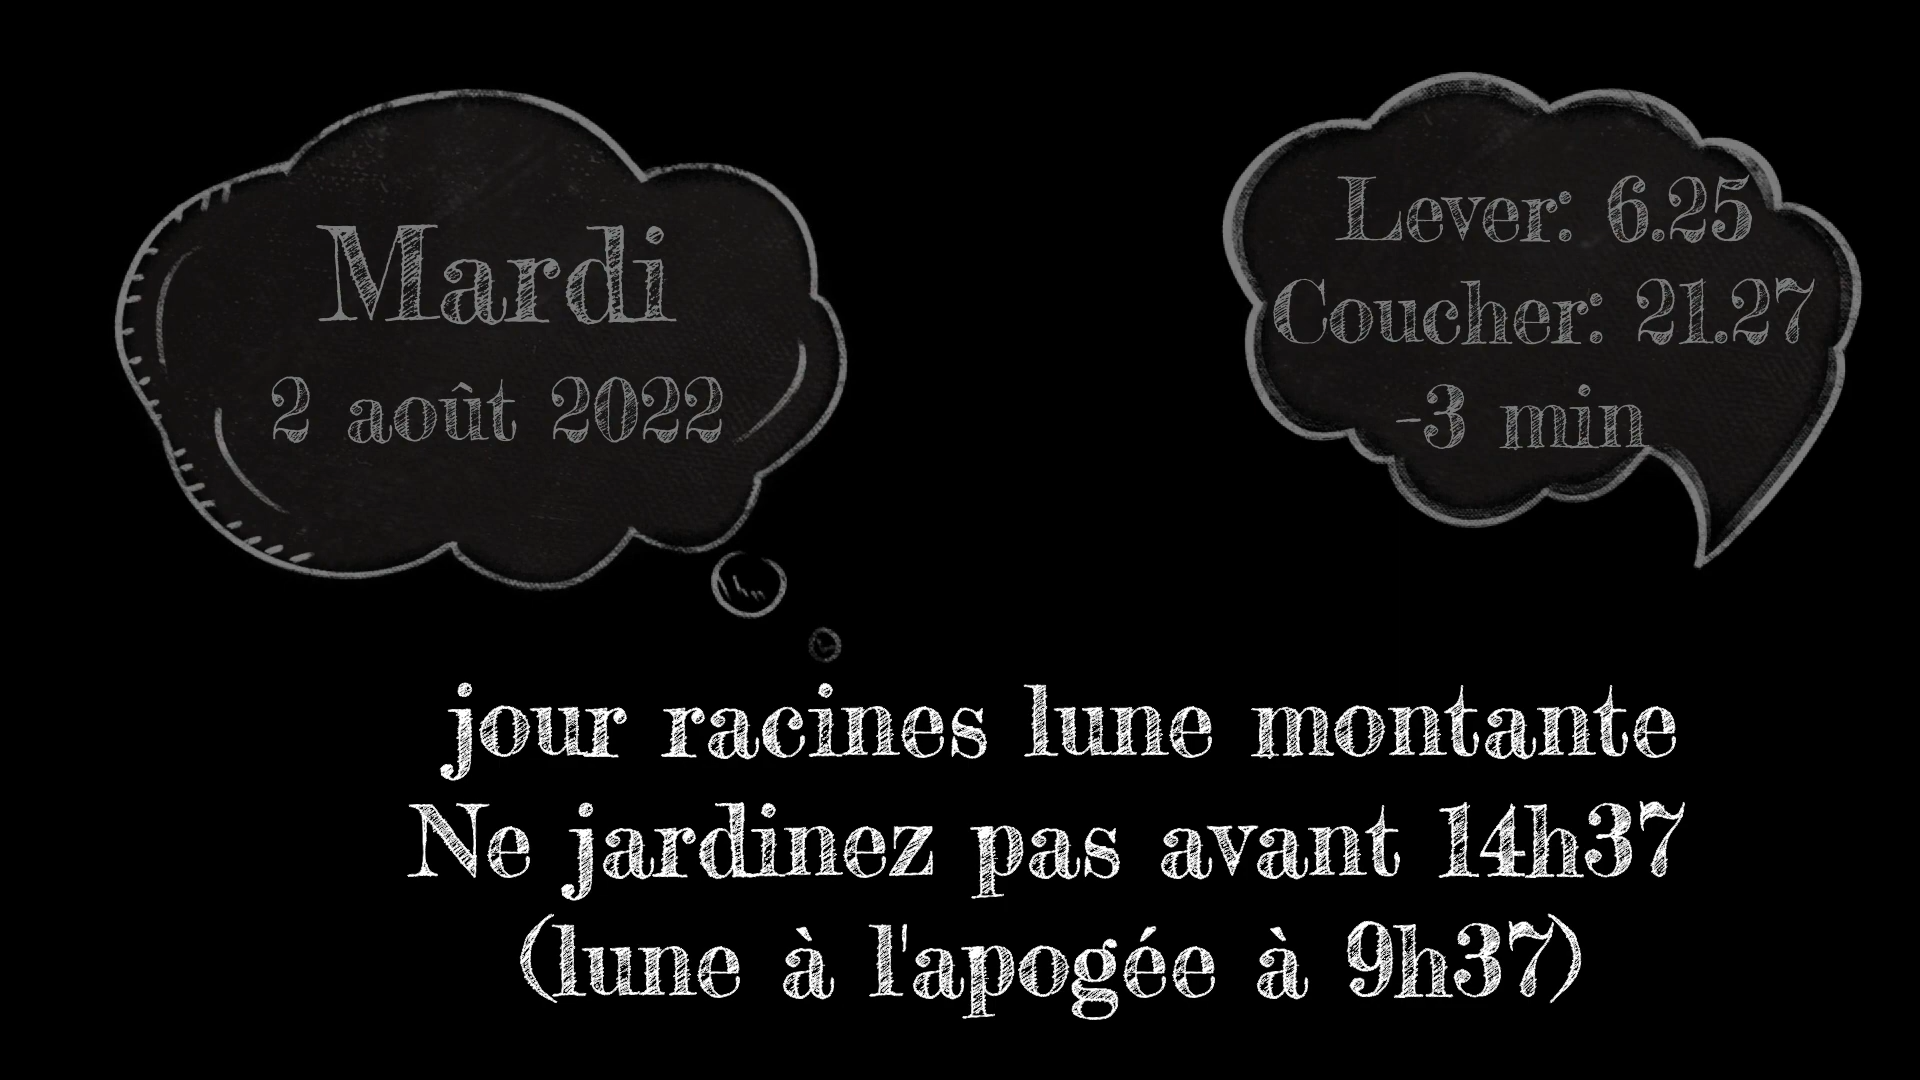 Mardi
2 août 2022
Lever: 6.25
Coucher: 21.27
-3 min
jour racines lune montante
Ne jardinez pas avant 14h37
(lune à l'apogée à 9h37)